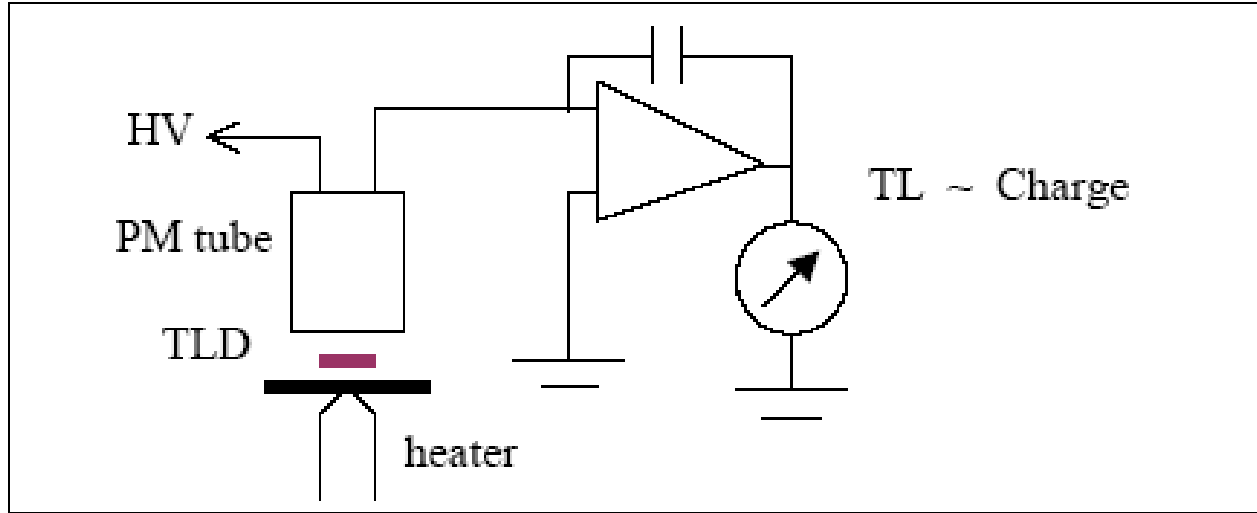 HV
PM tube
TLD
heater
TL ~ Charge